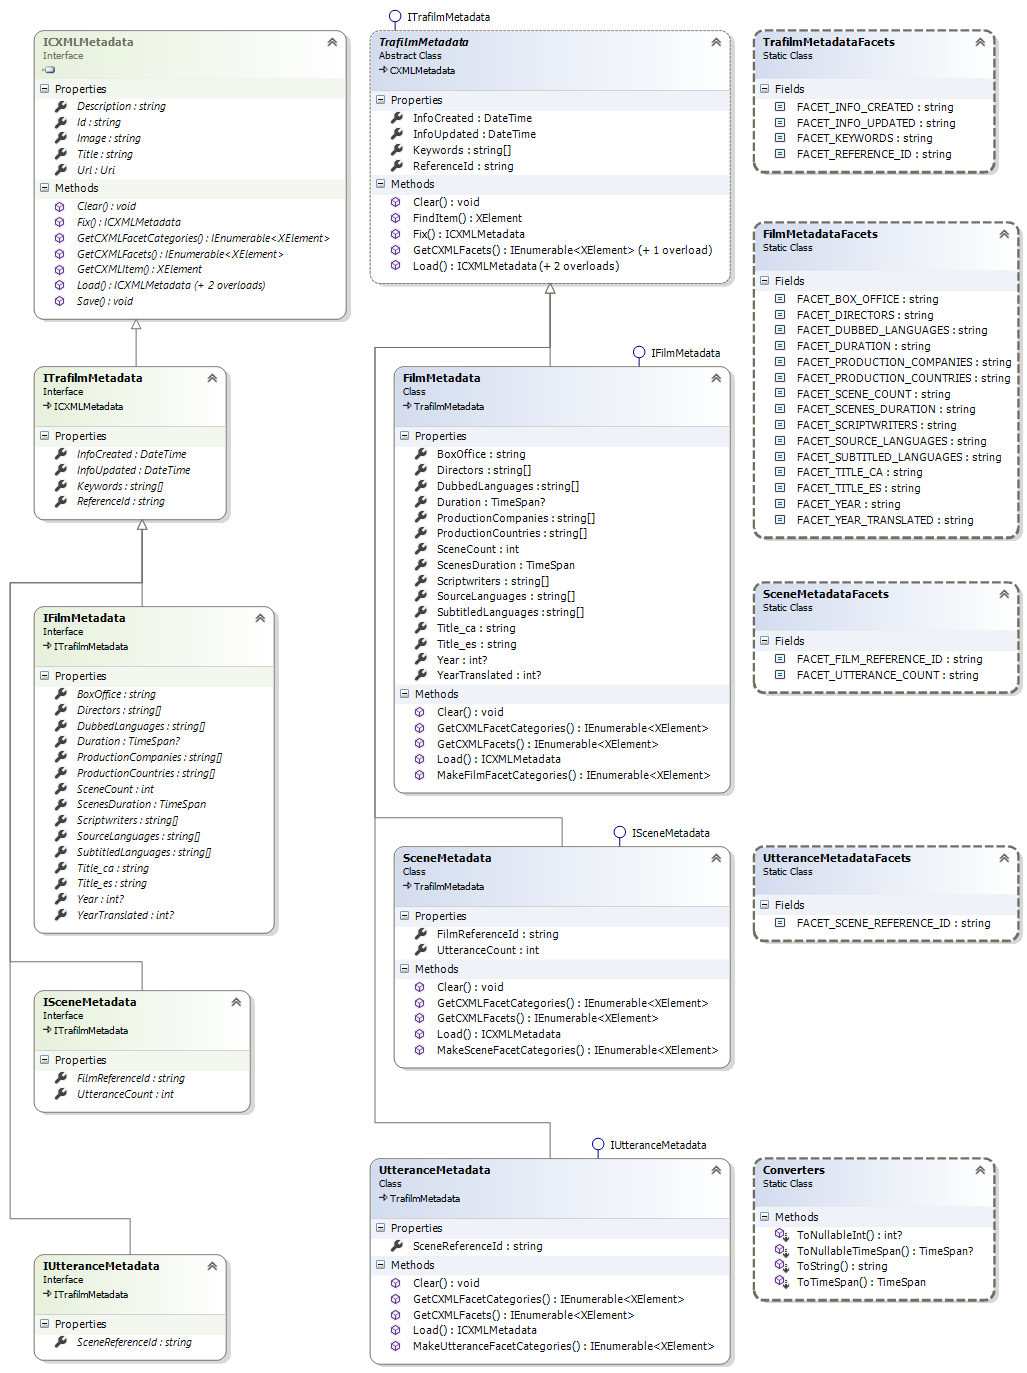 ICXMLMetadata
Interface
Properties
Description : string
Id : string
Image : string
Title : string
Url : Uri
Methods
Clear() : void
Fix() : ICXMLMetadata
GetCXMLFacetCategories() : IEnumerable<XElement>
GetCXMLFacets() : IEnumerable<XElement>
GetCXMLItem() : XElement
Load() : ICXMLMetadata (+ 2 overloads)
Save() : void
ITrafilmMetadata
Interface
ICXMLMetadata
Properties
InfoCreated : DateTime
InfoUpdated : DateTime
Keywords : string[]
ReferenceId : string
IFilmMetadata
Interface
ITrafilmMetadata
Properties
BoxOffice : string
Directors : string[]
DubbedLanguages : string[]
Duration : TimeSpan?
ProductionCompanies : string[]
ProductionCountries : string[]
SceneCount : int
ScenesDuration : TimeSpan
Scriptwriters : string[]
SourceLanguages : string[]
SubtitledLanguages : string[]
Title_ca : string
Title_es : string
Year : int?
YearTranslated : int?
ISceneMetadata
Interface
ITrafilmMetadata
Properties
FilmReferenceId : string
UtteranceCount : int
IUtteranceMetadata
Interface
ITrafilmMetadata
Properties
SceneReferenceId : string
ITrafilmMetadata
TrafilmMetadata
Abstract Class
CXMLMetadata
Properties
InfoCreated : DateTime
InfoUpdated : DateTime
Keywords : string[]
ReferenceId : string
Methods
Clear() : void
FindItem() : XElement
Fix() : ICXMLMetadata
GetCXMLFacets() : IEnumerable<XElement> (+ 1 overload)
Load() : ICXMLMetadata (+ 2 overloads)
IFilmMetadata
FilmMetadata
Class
TrafilmMetadata
Properties
BoxOffice : string
Directors : string[]
DubbedLanguages : string[]
Duration : TimeSpan?
ProductionCompanies : string[]
ProductionCountries : string[]
SceneCount : int
ScenesDuration : TimeSpan
Scriptwriters : string[]
SourceLanguages : string[]
SubtitledLanguages : string[]
Title_ca : string
Title_es : string
Year : int?
YearTranslated : int?
Methods
Clear() : void
GetCXMLFacetCategories() : IEnumerable<XElement>
GetCXMLFacets() : IEnumerable<XElement>
Load() : ICXMLMetadata
MakeFilmFacetCategories() : IEnumerable<XElement>
ISceneMetadata
SceneMetadata
Class
TrafilmMetadata
Properties
FilmReferenceId : string
UtteranceCount : int
Methods
Clear() : void
GetCXMLFacetCategories() : IEnumerable<XElement>
GetCXMLFacets() : IEnumerable<XElement>
Load() : ICXMLMetadata
MakeSceneFacetCategories() : IEnumerable<XElement>
IUtteranceMetadata
UtteranceMetadata
Class
TrafilmMetadata
Properties
SceneReferenceId : string
Methods
Clear() : void
GetCXMLFacetCategories() : IEnumerable<XElement>
GetCXMLFacets() : IEnumerable<XElement>
Load() : ICXMLMetadata
MakeUtteranceFacetCategories() : IEnumerable<XElement>
TrafilmMetadataFacets
Static Class
Fields
FACET_INFO_CREATED : string
FACET_INFO_UPDATED : string
FACET_KEYWORDS : string
FACET_REFERENCE_ID : string
FilmMetadataFacets
Static Class
Fields
FACET_BOX_OFFICE : string
FACET_DIRECTORS : string
FACET_DUBBED_LANGUAGES : string
FACET_DURATION : string
FACET_PRODUCTION_COMPANIES : string
FACET_PRODUCTION_COUNTRIES : string
FACET_SCENE_COUNT : string
FACET_SCENES_DURATION : string
FACET_SCRIPTWRITERS : string
FACET_SOURCE_LANGUAGES : string
FACET_SUBTITLED_LANGUAGES : string
FACET_TITLE_CA : string
FACET_TITLE_ES : string
FACET_YEAR : string
FACET_YEAR_TRANSLATED : string
SceneMetadataFacets
Static Class
Fields
FACET_FILM_REFERENCE_ID : string
FACET_UTTERANCE_COUNT : string
UtteranceMetadataFacets
Static Class
Fields
FACET_SCENE_REFERENCE_ID : string
Converters
Static Class
Methods
ToNullableInt() : int?
ToNullableTimeSpan() : TimeSpan?
ToString() : string
ToTimeSpan() : TimeSpan